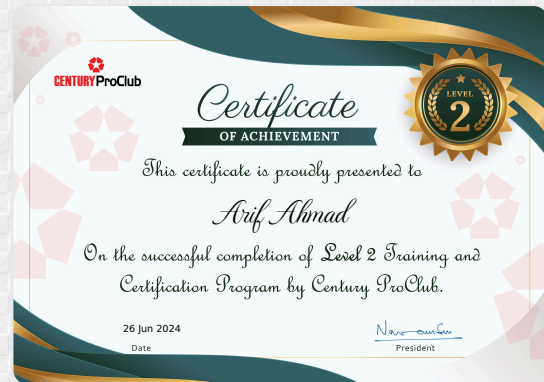 CENTURY ProClub
Certificate
OF ACHIEVEMENT
LEVEL
2
This certificate is proudly presented to
Arif Ahmad
On the successful completion of Level 2 Training and
Certification Program by Century ProClub.
26 Jun 2024
Date
President